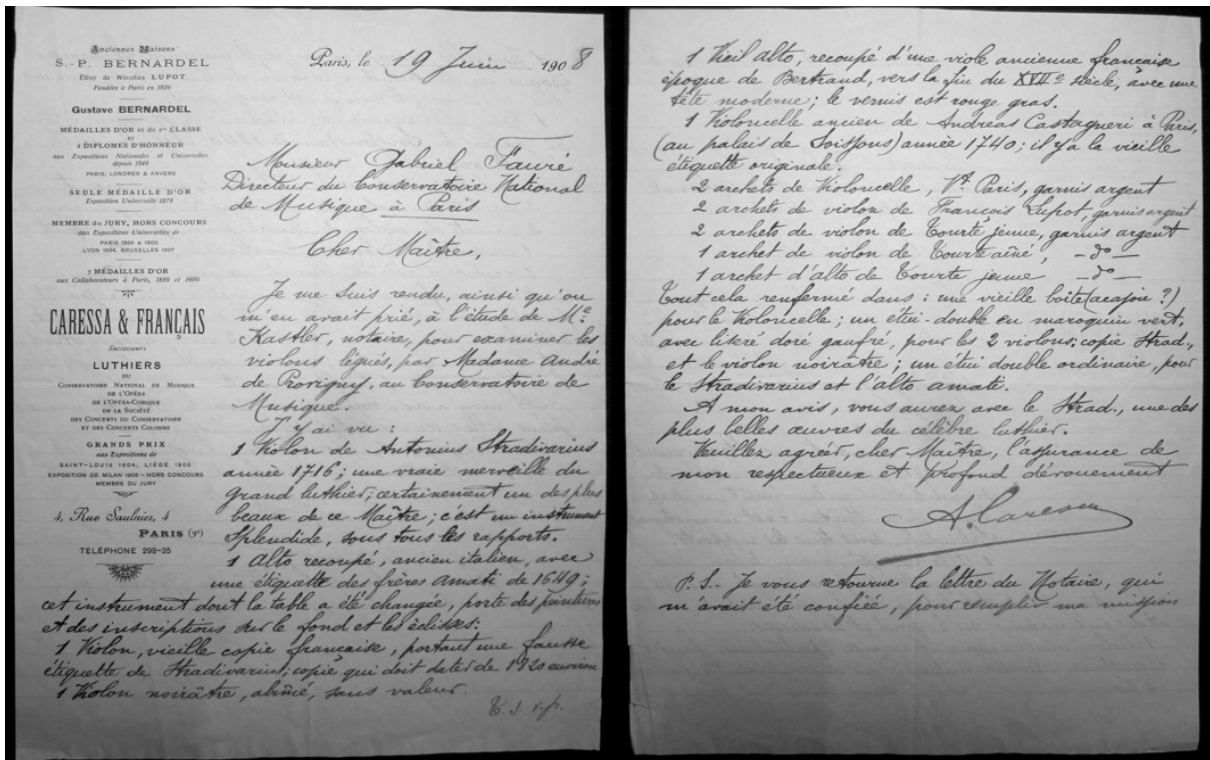 Anciennes Maisons
S.-P. BERNARDEL
Élève de Nicolas LUPOT
Fondées à Paris en 1820
Gustave BERNARDEL
MÉDAILLES D'OR et de 1re CLASSE
ET
4 DIPLOMES D'HONNEUR
aux Expositions Nationales et Universelles
depuis 1849
PARIS, LONDRES & ANVERS
SEULE MÉDAILLE D'OR
Exposition Universelle 1878
MEMBRE du JURY, HORS CONCOURS
aux Expositions Universelles de
PARIS 1889 & 1900
LYON 1894, BRUXELLES 1897
7 MÉDAILLES D'OR
aux Collaborateurs à Paris, 1889 et 1900
CARESSA & FRANÇAIS
Successeurs
LUTHIERS
DU
CONSERVATOIRE NATIONAL DE MUSIQUE
DE L'OPÉRA
DE L'OPÉRA-COMIQUE
DE LA SOCIÉTÉ
DES CONCERTS DU CONSERVATOIRE
ET DES CONCERTS COLONNE
GRANDS PRIX
aux Expositions de
SAINT-LOUIS 1904, LIÉGE 1905
EXPOSITION DE MILAN 1906 - HORS CONCOURS
MEMBRE DU JURY
4, Rue Saulnier, 4
PARIS (9e)
TÉLÉPHONE 298-35
Paris, le 19 Juin 1908
Monsieur Gabriel Fauré
Directeur du Conservatoire National
de Musique à Paris
Cher Maître,
Je me suis rendu, ainsi qu'on
m'en avait prié, à l'étude de Me
Kastler, notaire, pour examiner les
violons légués, par Madame André
de Provigny, au Conservatoire de
Musique.
J'y ai vu :
1 Violon de Antonius Stradivarius
année 1716; une vraie merveille du
grand luthier; certainement un des plus
beaux de ce Maître; c'est un instrument
splendide, sous tous les rapports.
1 Alto recoupé, ancien italien, avec
une étiquette des frères Amati de 1649;
cet instrument dont la table a été changée, porte des peintures
et des inscriptions sur le fond et les éclisses.
1 Violon, vieille copie française, portant une fausse
étiquette de Stradivarius; copie qui doit dater de 1820 environ
1 Violon noirâtre, abîmé, sans valeur.
T. S. v.p.
1 Vieil alto, recoupé d'une viole ancienne française
époque de Bertrand, vers la fin du XVIIe siècle, avec une
tête moderne; le vernis est rouge gras.
1 Violoncelle ancien de Andreas Castagneri à Paris,
(au palais de Soissons) année 1740; il y a la vieille
étiquette originale.
2 archets de Violoncelle, Vt Paris, garnis argent
2 archets de violon de François Lupot, garnis argent
2 archets de violon de Tourte jeune, garnis argent
1 archet de violon de Tourte aîné, -do-
1 archet d'alto de Tourte jeune -do-
Tout cela renfermé dans : une vieille boîte (acajou ?)
pour le Violoncelle; un étui-double en maroquin vert,
avec liseré doré gaufré, pour les 2 violons: copie Strad.,
et le violon noirâtre; un étui double ordinaire, pour
le Stradivarius et l'alto amati.
A mon avis, vous aurez avec le Strad., une des
plus belles œuvres du célèbre luthier.
Veuillez agréer, cher Maître, l'assurance de
mon respectueux et profond dévouement
A. Caressa
P.S.- Je vous retourne la lettre du Notaire, qui
m'avait été confiée, pour remplir ma mission